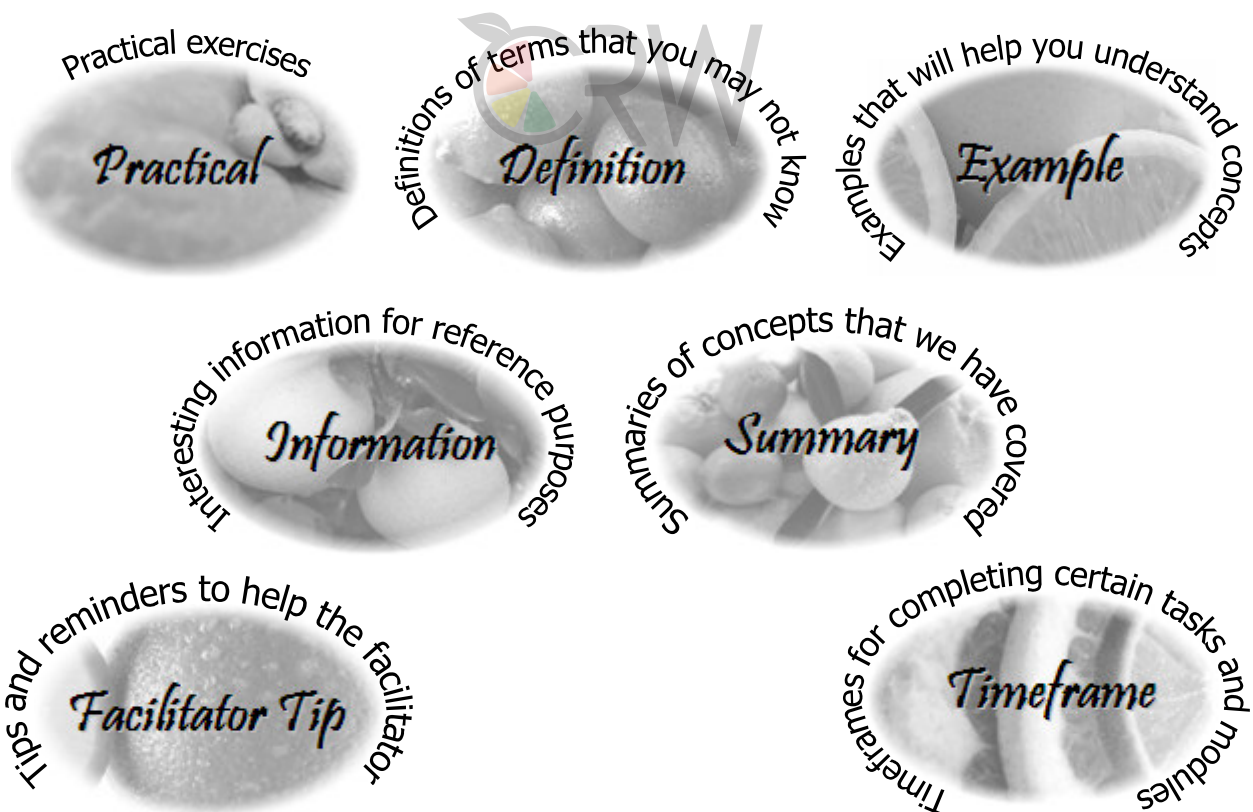 Practical exercises
Practical
CRW
Definitions of terms that you may not know
Definition
Examples that will help you understand concepts
Example
Interesting information for reference purposes
Information
Summaries of concepts that we have covered
Summary
Tips and reminders to help the facilitator
Facilitator Tip
Timeframes for completing certain tasks and modules
Timeframe